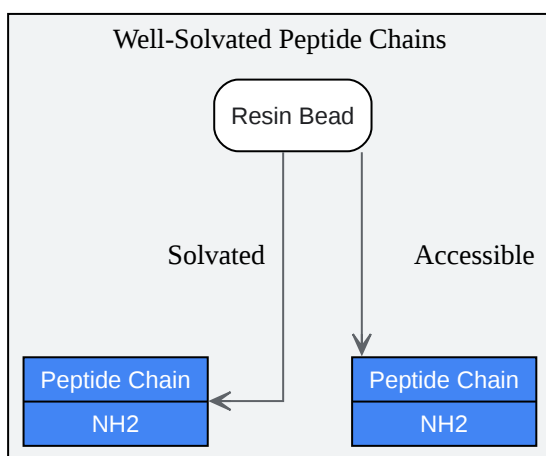 Well-Solvated Peptide Chains
Resin Bead
Solvated
Accessible
Peptide Chain
NH2
Peptide Chain
NH2